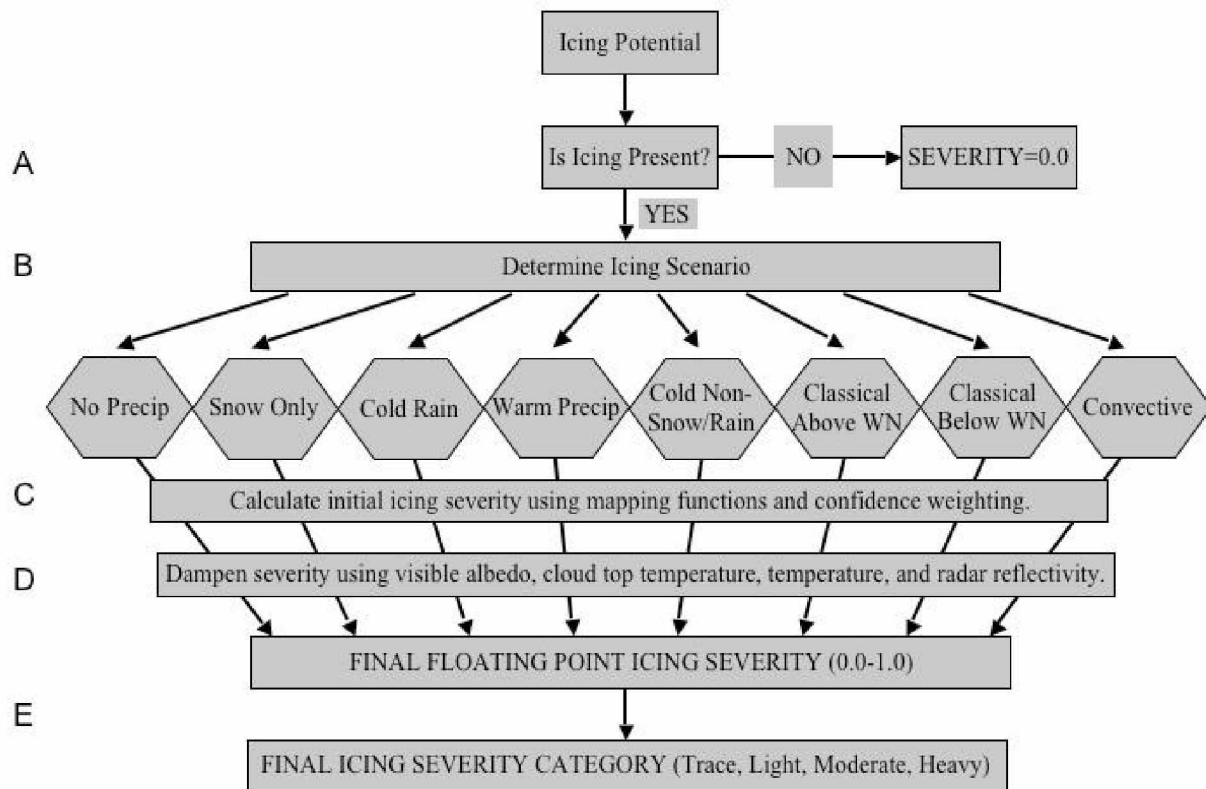 Icing Potential
A
Is Icing Present?
NO
SEVERITY=0.0
YES
B
Determine Icing Scenario
No Precip
Snow Only
Cold Rain
Warm Precip
Cold Non-
Snow/Rain
Classical
Above WN
Classical
Below WN
Convective
C
Calculate initial icing severity using mapping functions and confidence weighting.
D
Dampen severity using visible albedo, cloud top temperature, temperature, and radar reflectivity.
FINAL FLOATING POINT ICING SEVERITY (0.0-1.0)
E
FINAL ICING SEVERITY CATEGORY (Trace, Light, Moderate, Heavy)